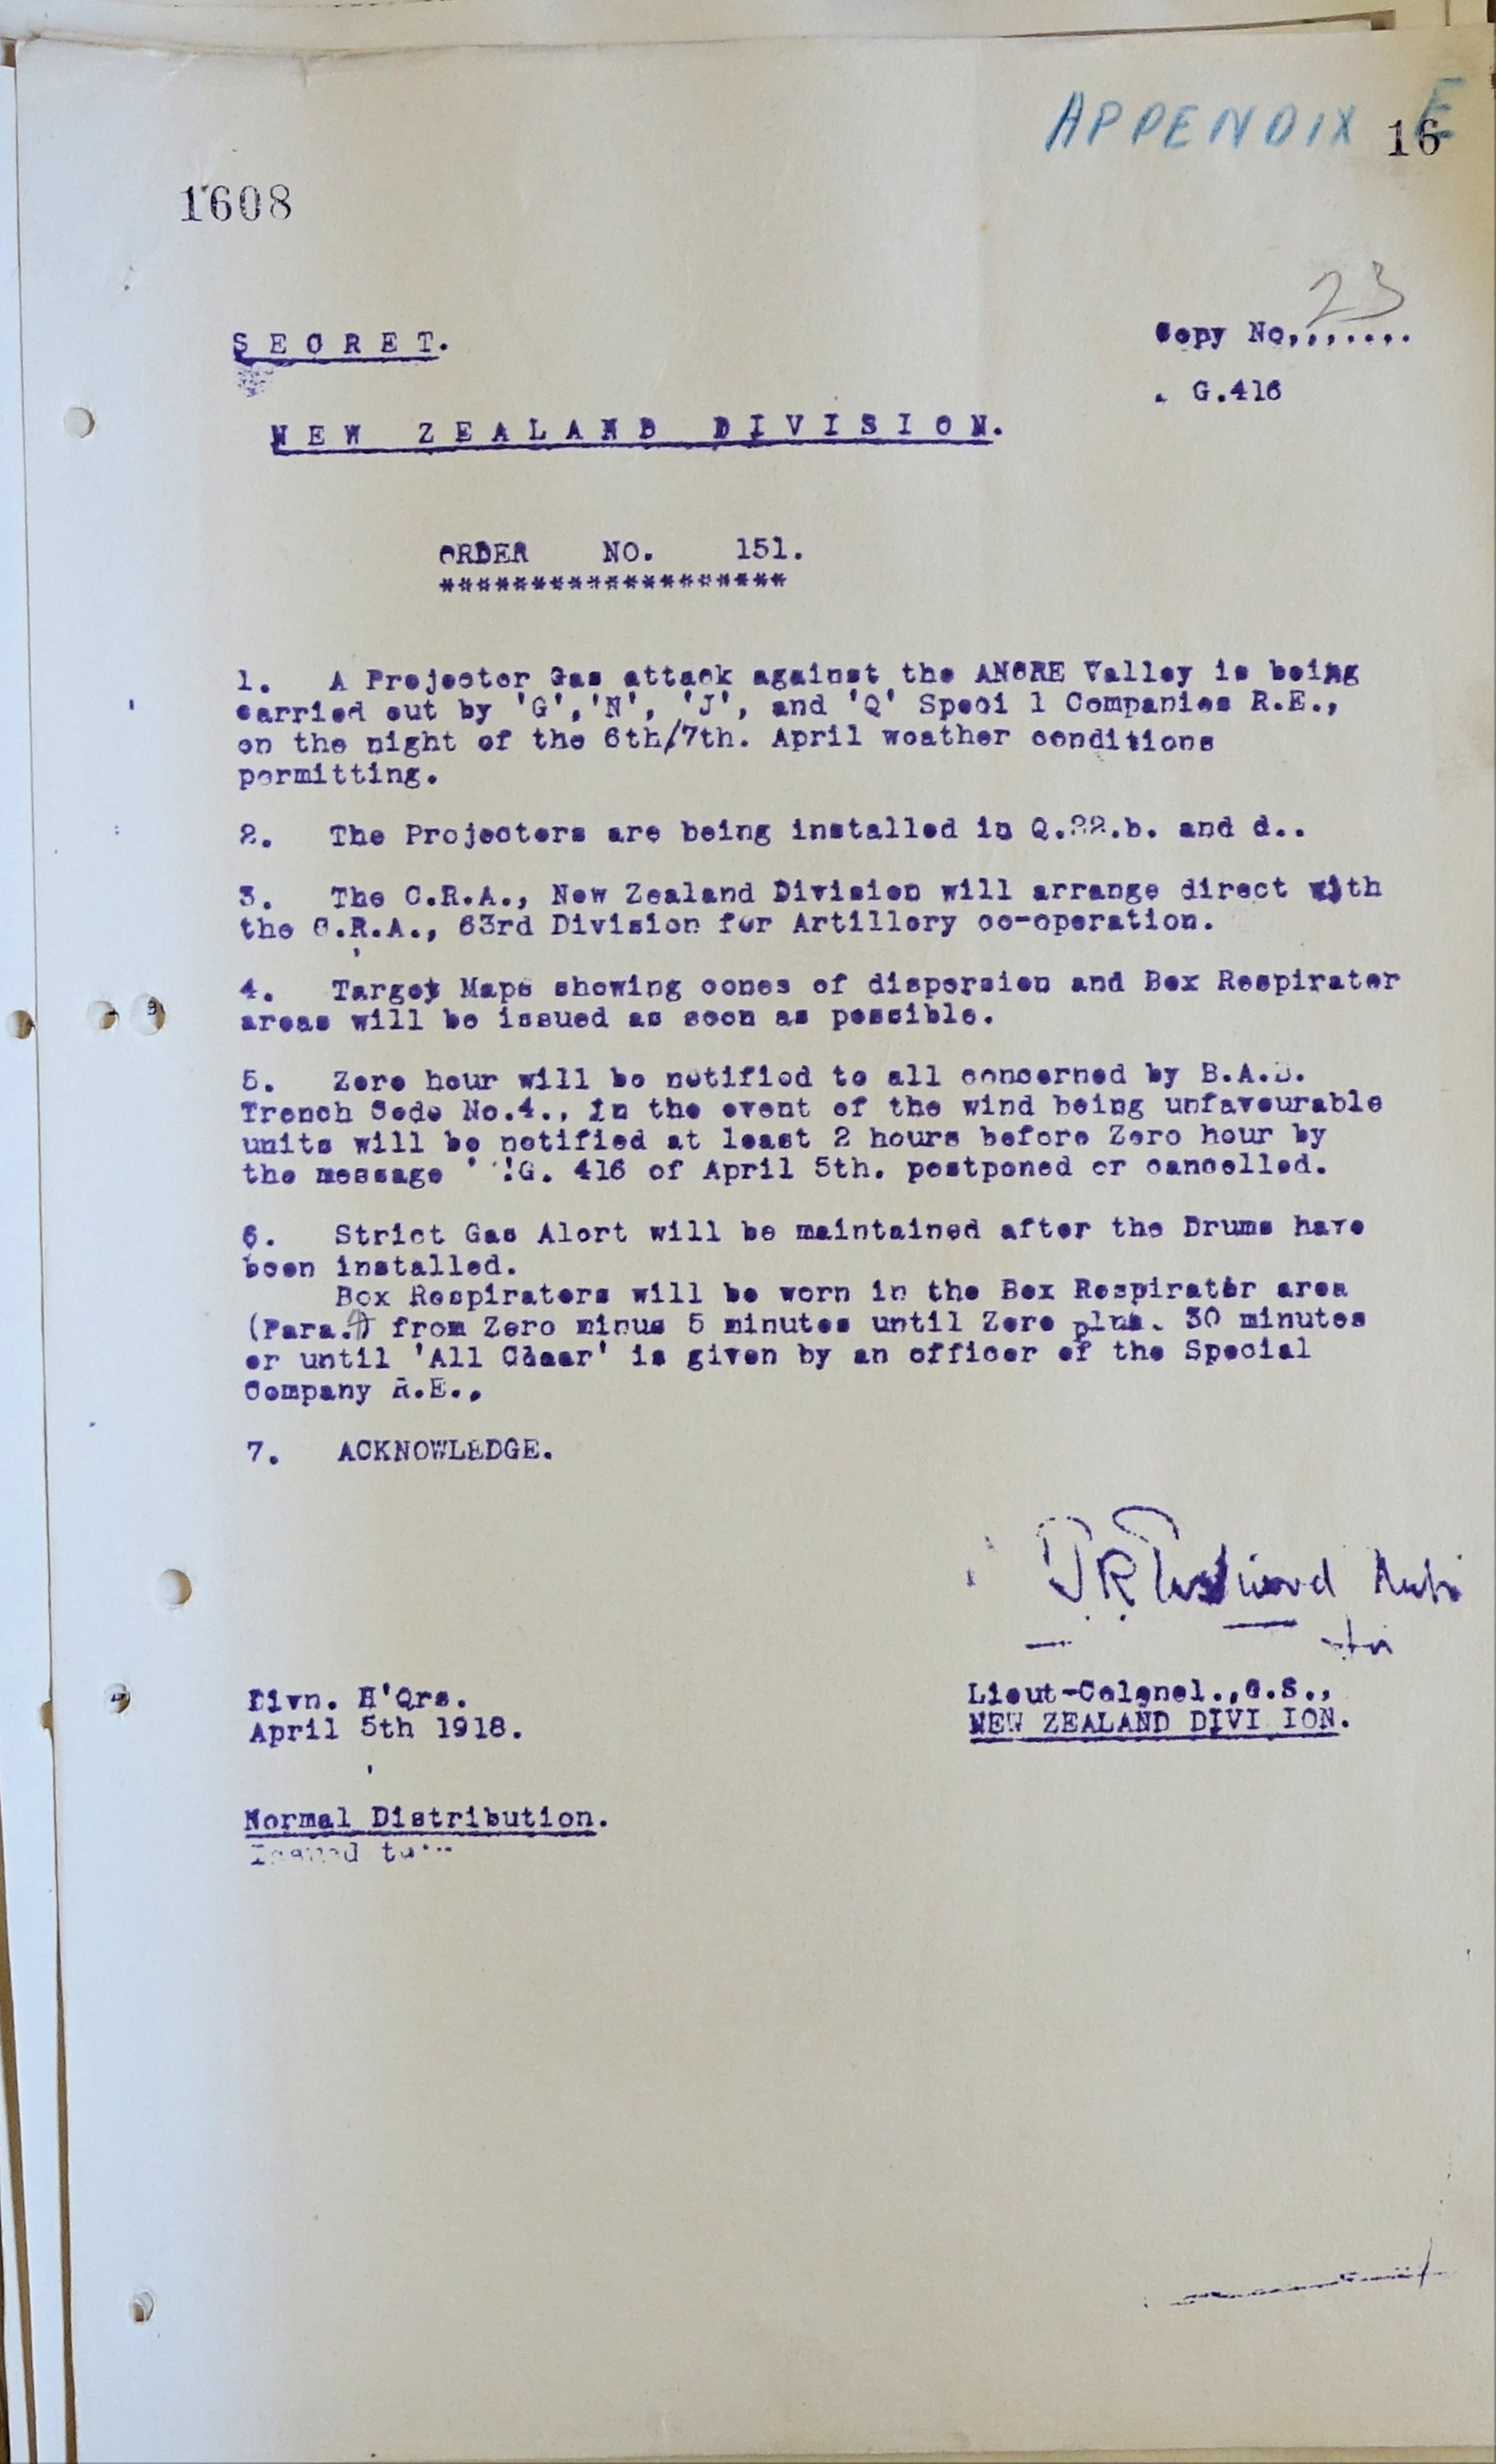 APPENDIX E
16
1608
23
SECRET.
Copy No.,,,....
. G.416
NEW ZEALAND DIVISION.
ORDER NO. 151.
*******************
1. A Projector Gas attack against the ANCRE Valley is being
carried out by 'G','N', 'J', and 'Q' Speci l Companies R.E.,
on the night of the 6th/7th. April weather conditions
permitting.
2. The Projectors are being installed in Q.22.b. and d..
3. The C.R.A., New Zealand Division will arrange direct with
the C.R.A., 63rd Division for Artillery co-operation.
4. Target Maps showing cones of dispersion and Box Respirator
areas will be issued as soon as possible.
5. Zero hour will be notified to all concerned by B.A.B.
Trench Code No.4., In the event of the wind being unfavourable
units will be notified at least 2 hours before Zero hour by
the message ' '!G. 416 of April 5th. postponed or cancelled.
6. Strict Gas Alert will be maintained after the Drums have
been installed.
Box Respirators will be worn in the Box Respirator area
(Para.4) from Zero minus 5 minutes until Zero plus. 30 minutes
or until 'All Claar' is given by an officer of the Special
Company R.E.,
7. ACKNOWLEDGE.
Divn. H'Qrs.
April 5th 1918.
Lieut-Colonel.,G.S.,
NEW ZEALAND DIVI ION.
Normal Distribution.
Issued to:-